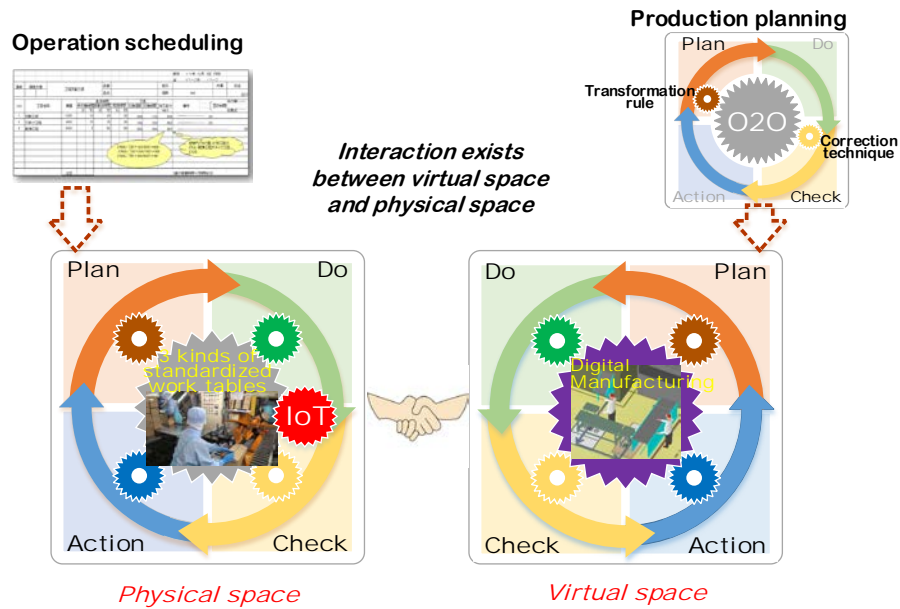 Production planning
Operation scheduling
Plan
Do
Transformation
rule
O2O
Correction
technique
Action
Check
Interaction exists
between virtual space
and physical space
Plan
Do
3 kinds of
standardized
work tables
IoT
Action
Check
Do
Plan
Digital
Manufacturing
Check
Action
Physical space
Virtual space